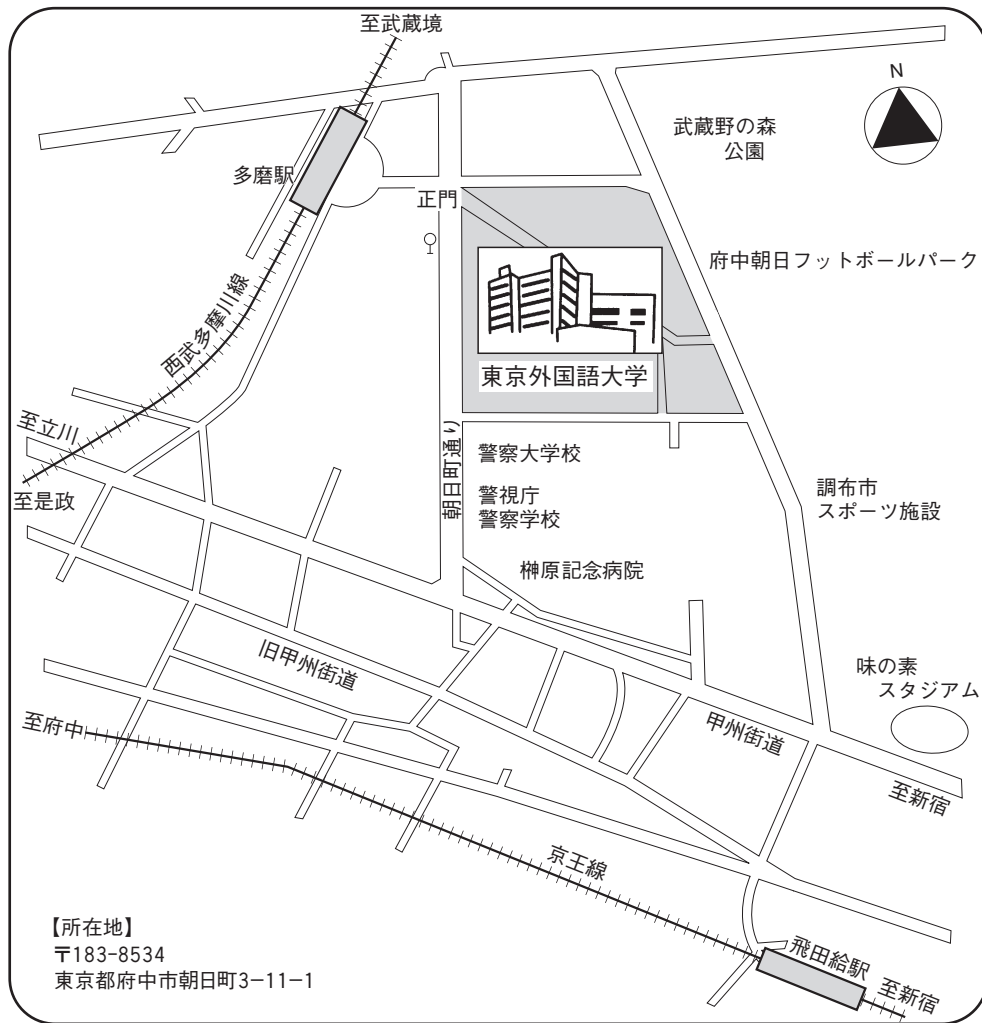 至武蔵境
N
武蔵野の森
公園
多磨駅
正門
府中朝日フットボールパーク
西武多摩川線
東京外国語大学
至立川
朝日町通り
警察大学校
至是政
警視庁
警察学校
調布市
スポーツ施設
榊原記念病院
旧甲州街道
味の素
スタジアム
至府中
甲州街道
至新宿
京王線
【所在地】
〒183-8534
東京都府中市朝日町3−11−1
飛田給駅
至新宿